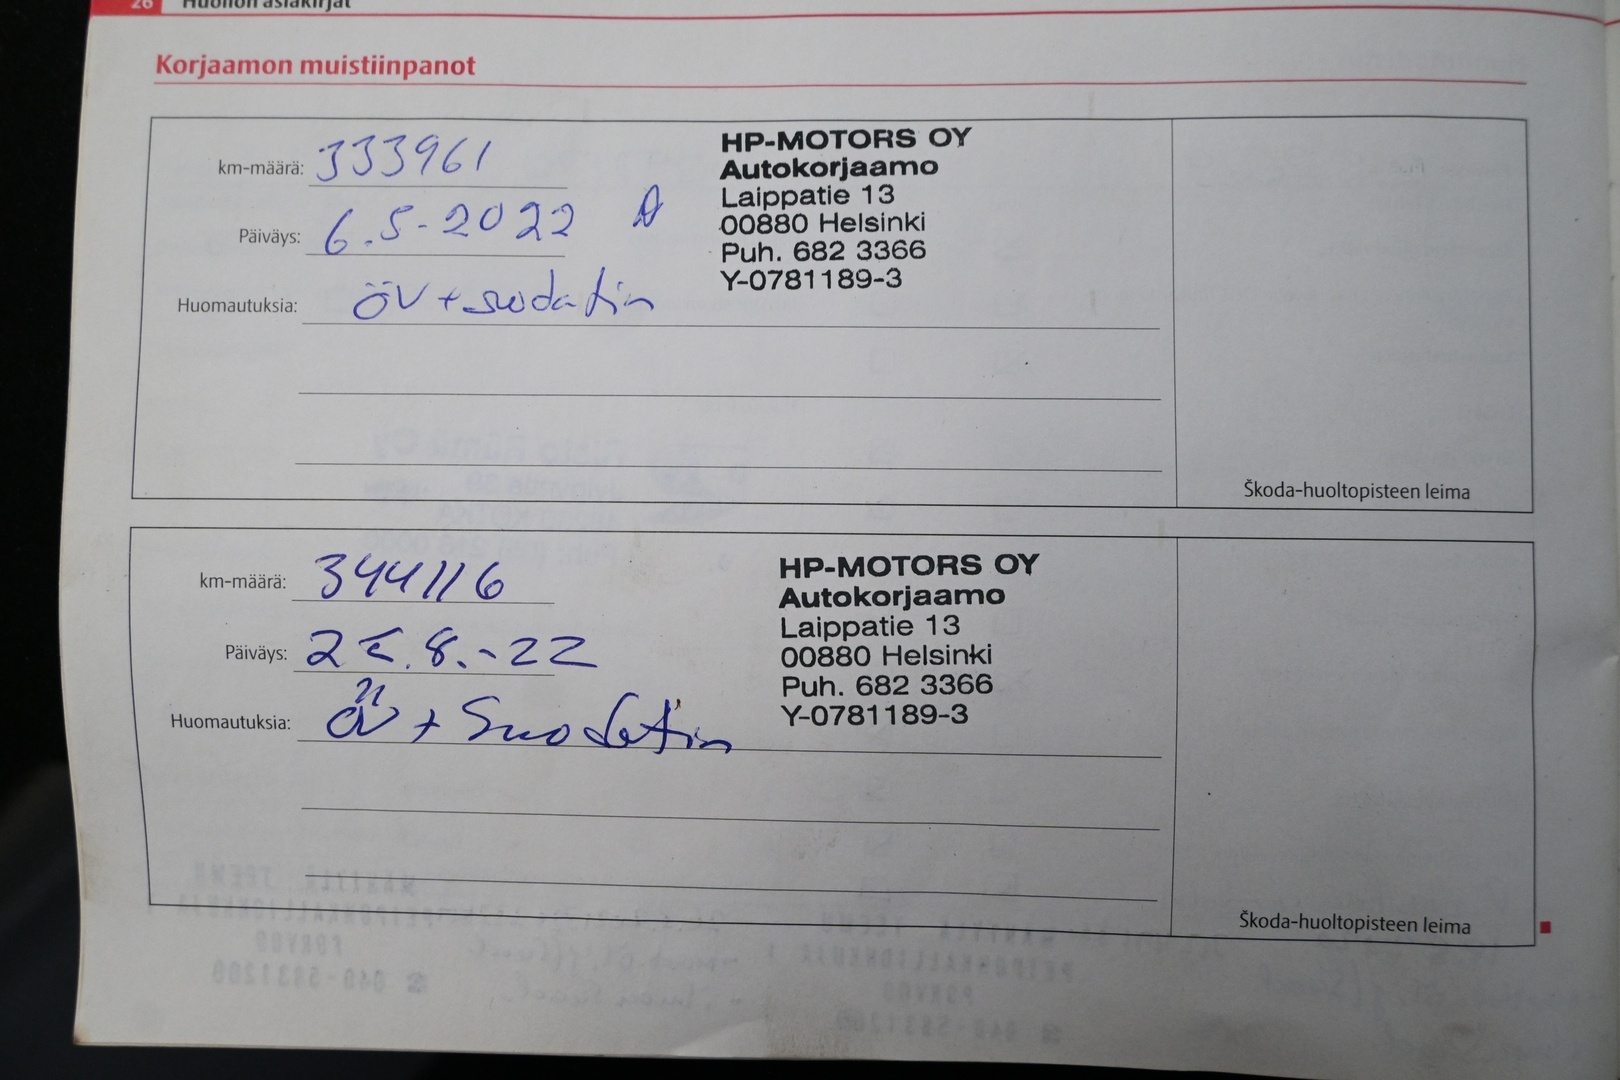 26 Huollon asiakirjat
Korjaamon muistiinpanot
km-määrä: 333961
Päiväys: 6.5-2022
Huomautuksia: öv + suodatin
HP-MOTORS OY
Autokorjaamo
Laippatie 13
00880 Helsinki
Puh. 682 3366
Y-0781189-3
Škoda-huoltopisteen leima
km-määrä: 344116
Päiväys: 25.8.-22
Huomautuksia: öv + Suodatin
HP-MOTORS OY
Autokorjaamo
Laippatie 13
00880 Helsinki
Puh. 682 3366
Y-0781189-3
Škoda-huoltopisteen leima